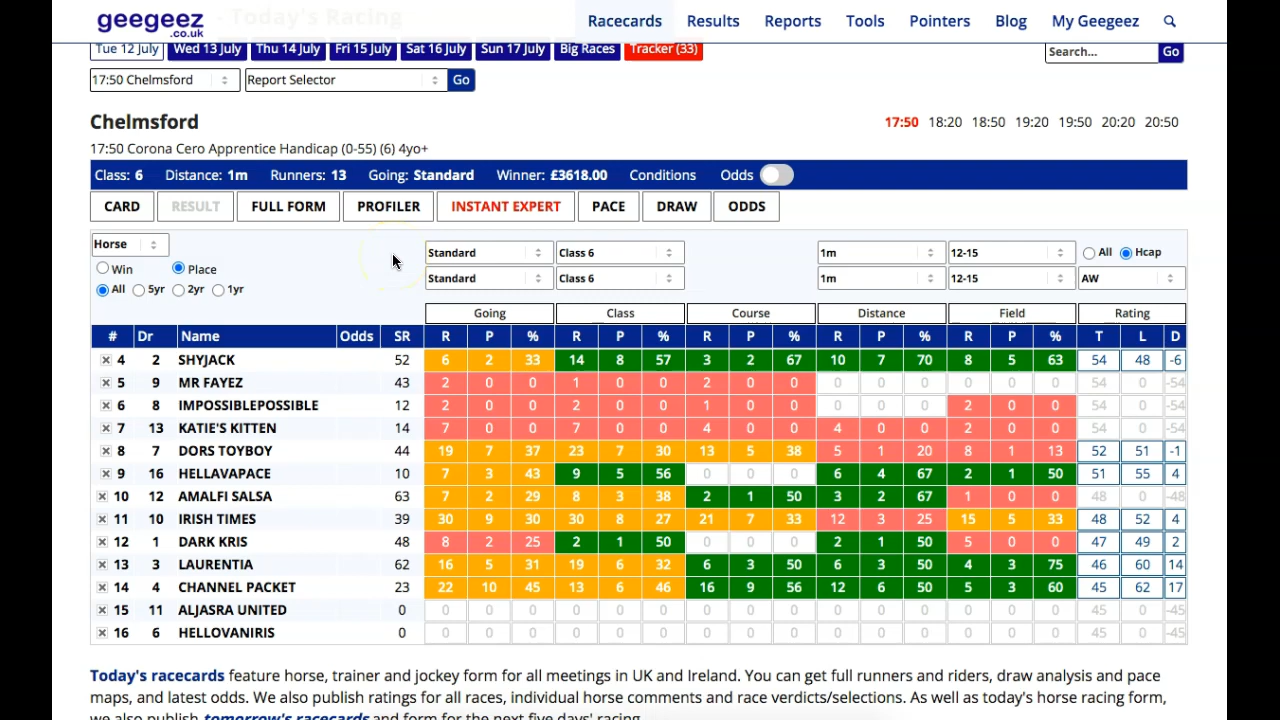 geegeez
.co.uk
- Today's Racing
Racecards Results Reports Tools Pointers Blog My Geegeez
Tue 12 July Wed 13 July Thu 14 July Fri 15 July Sat 16 July Sun 17 July Big Races Tracker (33) Search... Go
17:50 Chelmsford Report Selector Go
Chelmsford 17:50 18:20 18:50 19:20 19:50 20:20 20:50
17:50 Corona Cero Apprentice Handicap (0-55) (6) 4yo+
Class: 6 Distance: 1m Runners: 13 Going: Standard Winner: £3618.00 Conditions Odds
CARD RESULT FULL FORM PROFILER INSTANT EXPERT PACE DRAW ODDS
Horse
Standard Class 6 1m 12-15 All Hcap
Win Place
Standard Class 6 1m 12-15 AW
All 5yr 2yr 1yr
Going Class Course Distance Field Rating
# Dr Name Odds SR R P % R P % R P % R P % R P % T L D
4 2 SHYJACK 52 6 2 33 14 8 57 3 2 67 10 7 70 8 5 63 54 48 -6
5 9 MR FAYEZ 43 2 0 0 1 0 0 2 0 0 0 0 0 0 0 0 54 0 -54
6 8 IMPOSSIBLEPOSSIBLE 12 2 0 0 2 0 0 1 0 0 0 0 0 2 0 0 54 0 -54
7 13 KATIE'S KITTEN 14 7 0 0 7 0 0 4 0 0 4 0 0 2 0 0 54 0 -54
8 7 DORS TOYBOY 44 19 7 37 23 7 30 13 5 38 5 1 20 8 1 13 52 51 -1
9 16 HELLAVAPACE 10 7 3 43 9 5 56 0 0 0 6 4 67 2 1 50 51 55 4
10 12 AMALFI SALSA 63 7 2 29 8 3 38 2 1 50 3 2 67 1 0 0 48 0 -48
11 10 IRISH TIMES 39 30 9 30 30 8 27 21 7 33 12 3 25 15 5 33 48 52 4
12 1 DARK KRIS 48 8 2 25 2 1 50 0 0 0 2 1 50 5 0 0 47 49 2
13 3 LAURENTIA 62 16 5 31 19 6 32 6 3 50 6 3 50 4 3 75 46 60 14
14 4 CHANNEL PACKET 23 22 10 45 13 6 46 16 9 56 12 6 50 5 3 60 45 62 17
15 11 ALJASRA UNITED 0 0 0 0 0 0 0 0 0 0 0 0 0 0 0 0 45 0 -45
16 6 HELLOVANIRIS 0 0 0 0 0 0 0 0 0 0 0 0 0 0 0 0 45 0 -45
Today's racecards feature horse, trainer and jockey form for all meetings in UK and Ireland. You can get full runners and riders, draw analysis and pace
maps, and latest odds. We also publish ratings for all races, individual horse comments and race verdicts/selections. As well as today's horse racing form,
we also publish tomorrow's racecards and form for the next five days' racing.